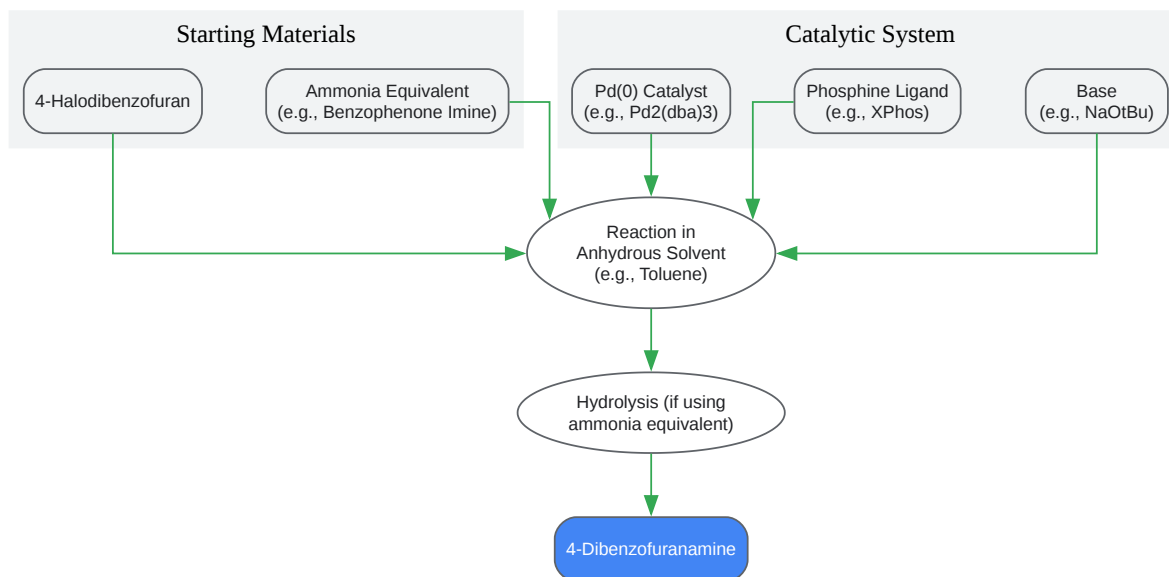 Starting Materials
Catalytic System
4-Halodibenzofuran
Ammonia Equivalent
(e.g., Benzophenone Imine)
Pd(0) Catalyst
(e.g., Pd2(dba)3)
Phosphine Ligand
(e.g., XPhos)
Base
(e.g., NaOtBu)
Reaction in
Anhydrous Solvent
(e.g., Toluene)
Hydrolysis (if using
ammonia equivalent)
4-Dibenzofuranamine